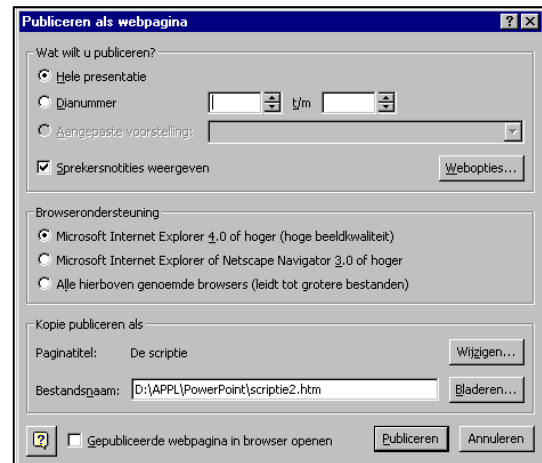 Publiceren als webpagina
Wat wilt u publiceren?
Hele presentatie
Dianummer t/m
Aangepaste voorstelling:
Sprekersnotities weergeven Webopties...
Browserondersteuning
Microsoft Internet Explorer 4.0 of hoger (hoge beeldkwaliteit)
Microsoft Internet Explorer of Netscape Navigator 3.0 of hoger
Alle hierboven genoemde browsers (leidt tot grotere bestanden)
Kopie publiceren als
Paginatitel: De scriptie Wijzigen...
Bestandsnaam: D:\APPL\PowerPoint\scriptie2.htm Bladeren...
Gepubliceerde webpagina in browser openen Publiceren Annuleren